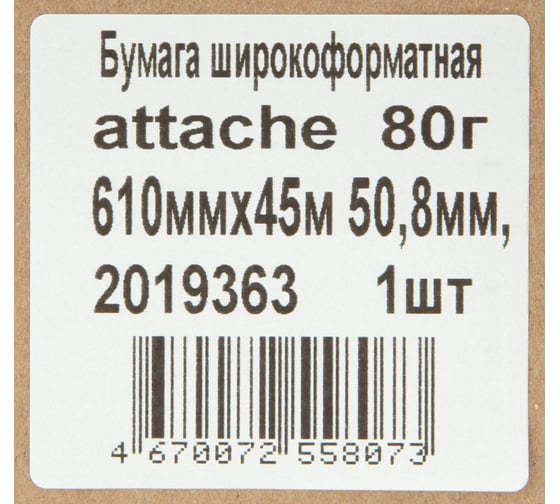 Бумага широкоформатная
attache 80г
610ммх45м 50,8мм,
2019363 1шт
4 670072 558073